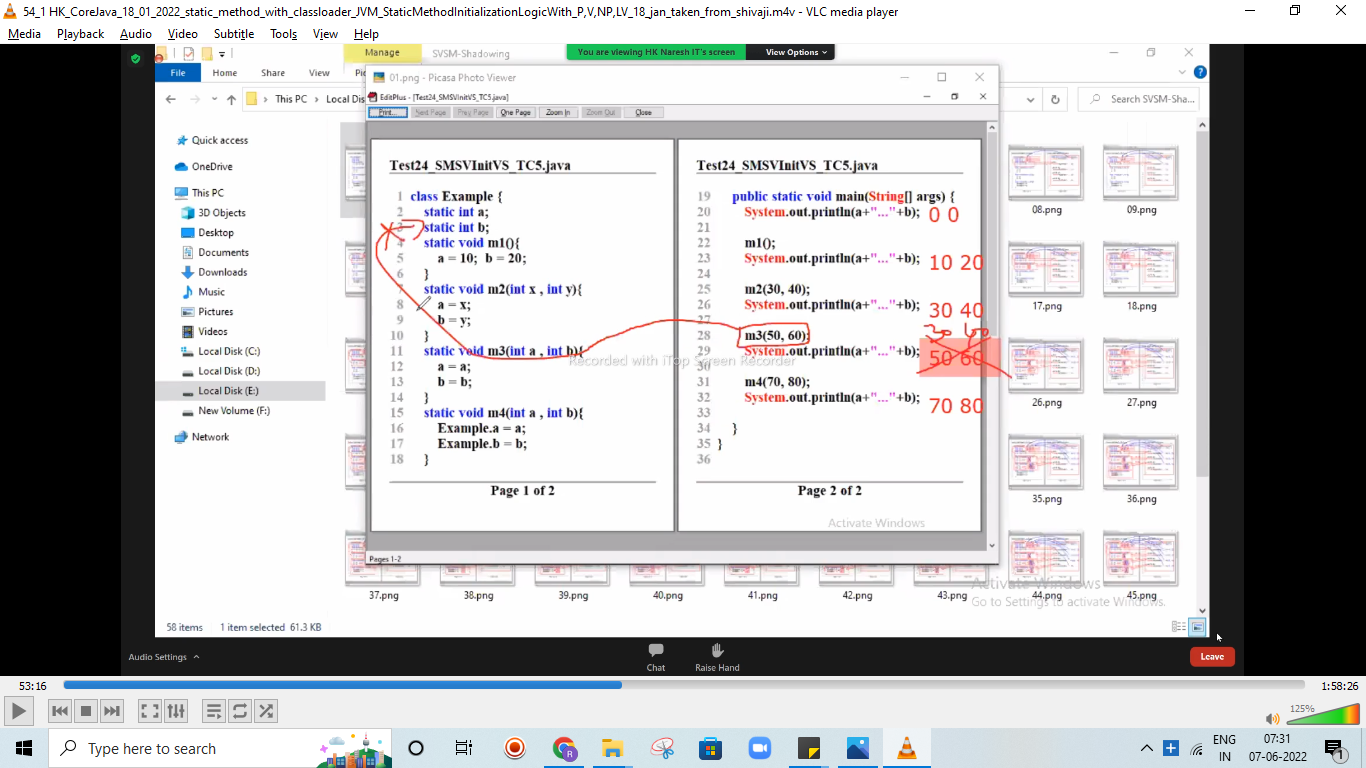 54_1 HK_CoreJava_18_01_2022_static_method_with_classloader_JVM_StaticMethodInitializationLogicWith_P,V,NP,LV_18_jan_taken_from_shivaji.m4v - VLC media player
Media Playback Audio Video Subtitle Tools View Help
Manage SVSM-Shadowing
You are viewing HK Naresh IT's screen View Options
File Home Share View
01.png - Picasa Photo Viewer
EditPlus - [Test24_SMSVInitVS_TC5.java]
This PC Local Dis
Search SVSM-Sha...
Print... Next Page Prev Page One Page Zoom In Zoom Out Close
Quick access
OneDrive
This PC
3D Objects
Desktop
Documents
Downloads
Music
Pictures
Videos
Local Disk (C:)
Local Disk (D:)
Local Disk (E:)
New Volume (F:)
Network
Test24_SMSVInitVS_TC5.java
1 class Example {
2 static int a;
3 static int b;
4 static void m1(){
5 a = 10; b = 20;
6 }
7 static void m2(int x , int y){
8 a = x;
9 b = y;
10 }
11 static void m3(int a , int b){
12 a = a;
13 b = b;
14 }
15 static void m4(int a , int b){
16 Example.a = a;
17 Example.b = b;
18 }
Page 1 of 2
Test24_SMSVInitVS_TC5.java
19 public static void main(String[] args) {
20 System.out.println(a+"..."+b); 0 0
21
22 m1();
23 System.out.println(a+"..."+b); 10 20
24
25 m2(30, 40);
26 System.out.println(a+"..."+b); 30 40
27
28 m3(50, 60);
29 System.out.println(a+"..."+b); 50 60
30
31 m4(70, 80);
32 System.out.println(a+"..."+b); 70 80
33
34 }
35 }
36
Page 2 of 2
Recorded with iTop Screen Recorder
Activate Windows
Pages 1-2
08.png 09.png
17.png 18.png
26.png 27.png
35.png 36.png
37.png 38.png 39.png 40.png 41.png 42.png 43.png 44.png 45.png
Activate Windows
Go to Settings to activate Windows.
58 items 1 item selected 61.3 KB
Audio Settings Chat Raise Hand Leave
53:16 1:58:26
125%
Type here to search
R
ENG
IN
07:31
07-06-2022
1